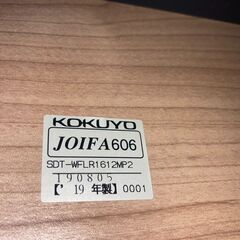 KOKUYO
JOIFA606
SDT-WFLR1612MP2
190805
【' 19 年製】0001